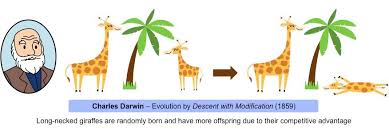 Charles Darwin – Evolution by Descent with Modification (1859)
Long-necked giraffes are randomly born and have more offspring due to their competitive advantage